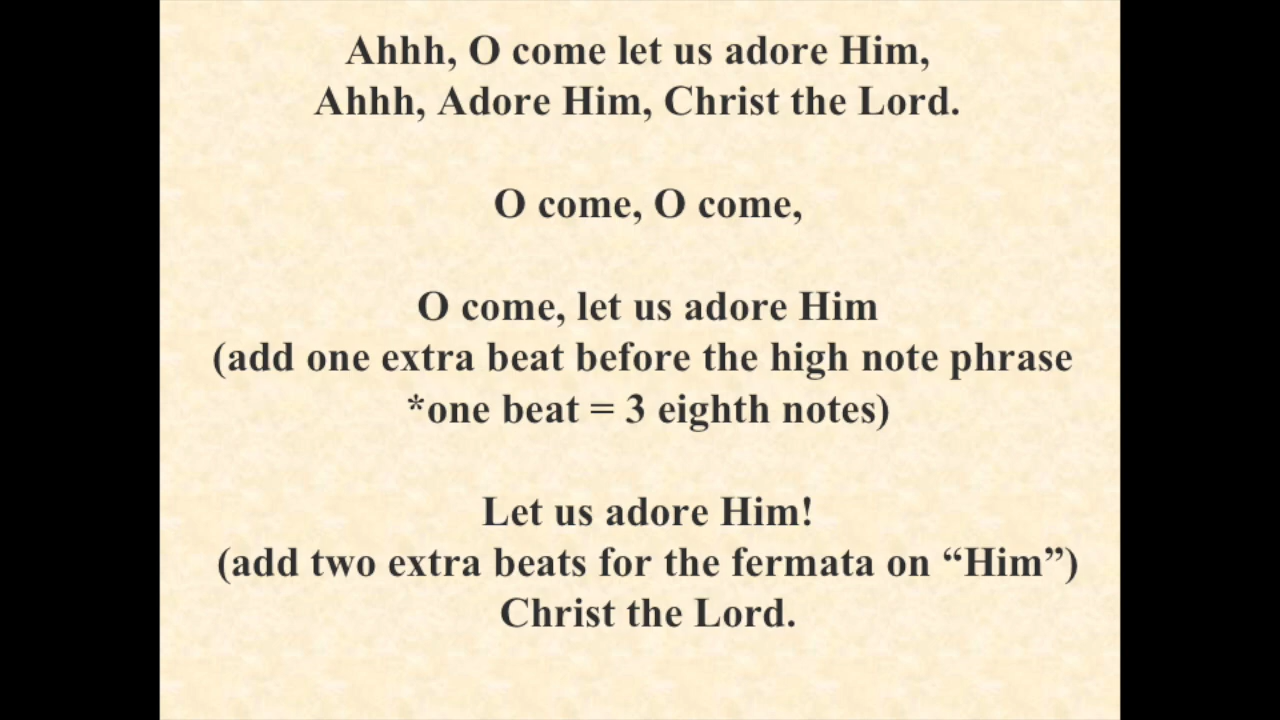 Ahhh, O come let us adore Him,
Ahhh, Adore Him, Christ the Lord.
O come, O come,
O come, let us adore Him
(add one extra beat before the high note phrase
*one beat = 3 eighth notes)
Let us adore Him!
(add two extra beats for the fermata on “Him”)
Christ the Lord.